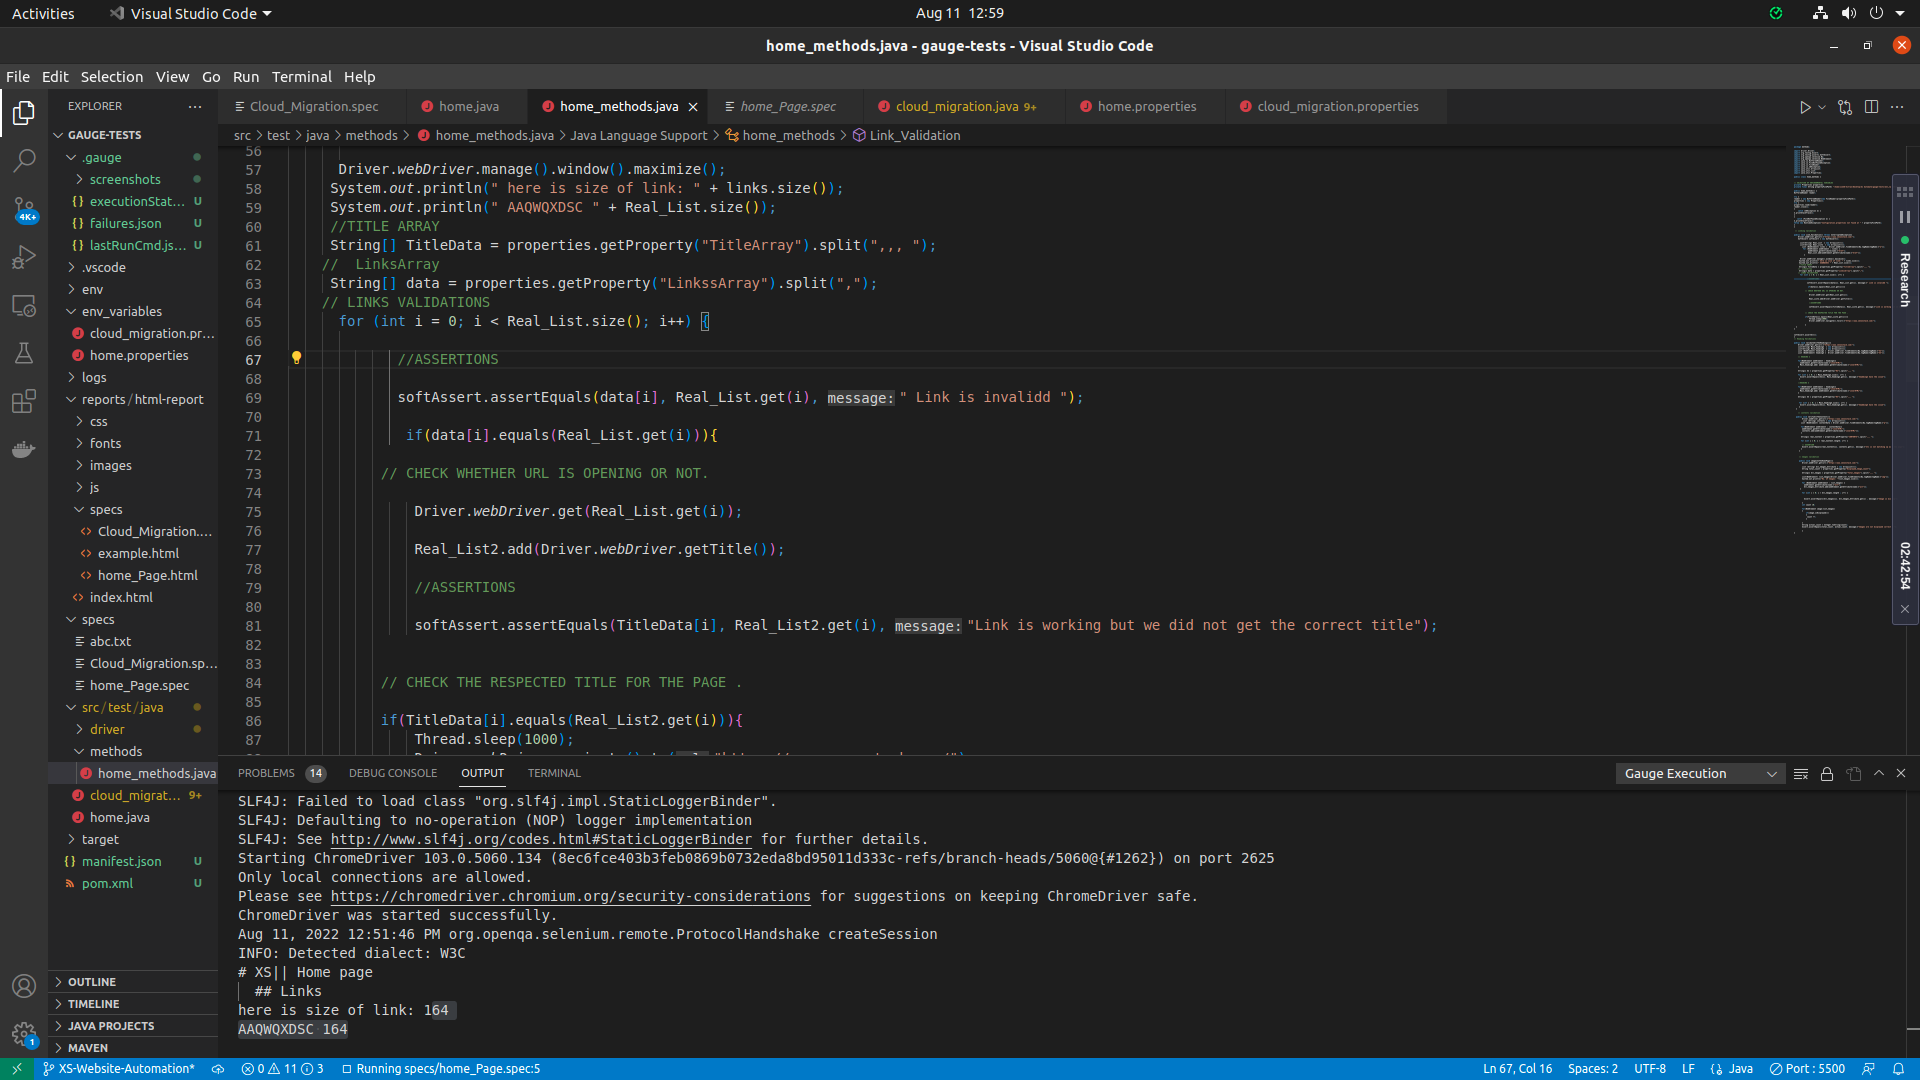 Activities
Visual Studio Code
Aug 11 12:59
home_methods.java - gauge-tests - Visual Studio Code
File Edit Selection View Go Run Terminal Help
EXPLORER
Cloud_Migration.spec
home.java
home_methods.java
home_Page.spec
cloud_migration.java 9+
home.properties
cloud_migration.properties
src > test > java > methods > home_methods.java > Java Language Support > home_methods > Link_Validation
GAUGE-TESTS
.gauge
screenshots
executionStat... U
failures.json U
lastRunCmd.js... U
.vscode
env
env_variables
cloud_migration.pr...
home.properties
logs
reports/html-report
css
fonts
images
js
specs
Cloud_Migration....
example.html
home_Page.html
index.html
specs
abc.txt
Cloud_Migration.sp...
home_Page.spec
src/test/java
driver
methods
home_methods.java
cloud_migrat... 9+
home.java
target
manifest.json U
pom.xml U
OUTLINE
TIMELINE
JAVA PROJECTS
MAVEN
4K+
1
56
57 Driver.webDriver.manage().window().maximize();
58 System.out.println(" here is size of link: " + links.size());
59 System.out.println(" AAQWQXDSC " + Real_List.size());
60 //TITLE ARRAY
61 String[] TitleData = properties.getProperty("TitleArray").split(",,, ");
62 //  LinksArray
63 String[] data = properties.getProperty("LinkssArray").split(",");
64 // LINKS VALIDATIONS
65 for (int i = 0; i < Real_List.size(); i++) {
66
67 //ASSERTIONS
68
69 softAssert.assertEquals(data[i], Real_List.get(i), message: " Link is invalidd ");
70
71 if(data[i].equals(Real_List.get(i))){
72
73 // CHECK WHETHER URL IS OPENING OR NOT.
74
75 Driver.webDriver.get(Real_List.get(i));
76
77 Real_List2.add(Driver.webDriver.getTitle());
78
79 //ASSERTIONS
80
81 softAssert.assertEquals(TitleData[i], Real_List2.get(i), message: "Link is working but we did not get the correct title");
82
83
84 // CHECK THE RESPECTED TITLE FOR THE PAGE .
85
86 if(TitleData[i].equals(Real_List2.get(i))){
87 Thread.sleep(1000);
Research
02:42:54
PROBLEMS 14 DEBUG CONSOLE OUTPUT TERMINAL
Gauge Execution
SLF4J: Failed to load class "org.slf4j.impl.StaticLoggerBinder".
SLF4J: Defaulting to no-operation (NOP) logger implementation
SLF4J: See http://www.slf4j.org/codes.html#StaticLoggerBinder for further details.
Starting ChromeDriver 103.0.5060.134 (8ec6fce403b3feb0869b0732eda8bd95011d333c-refs/branch-heads/5060@{#1262}) on port 2625
Only local connections are allowed.
Please see https://chromedriver.chromium.org/security-considerations for suggestions on keeping ChromeDriver safe.
ChromeDriver was started successfully.
Aug 11, 2022 12:51:46 PM org.openqa.selenium.remote.ProtocolHandshake createSession
INFO: Detected dialect: W3C
# XS|| Home page
## Links
here is size of link: 164
AAQWQXDSC 164
XS-Website-Automation*
0 11 3
Running specs/home_Page.spec:5
Ln 67, Col 16
Spaces: 2
UTF-8
LF
Java
Port : 5500